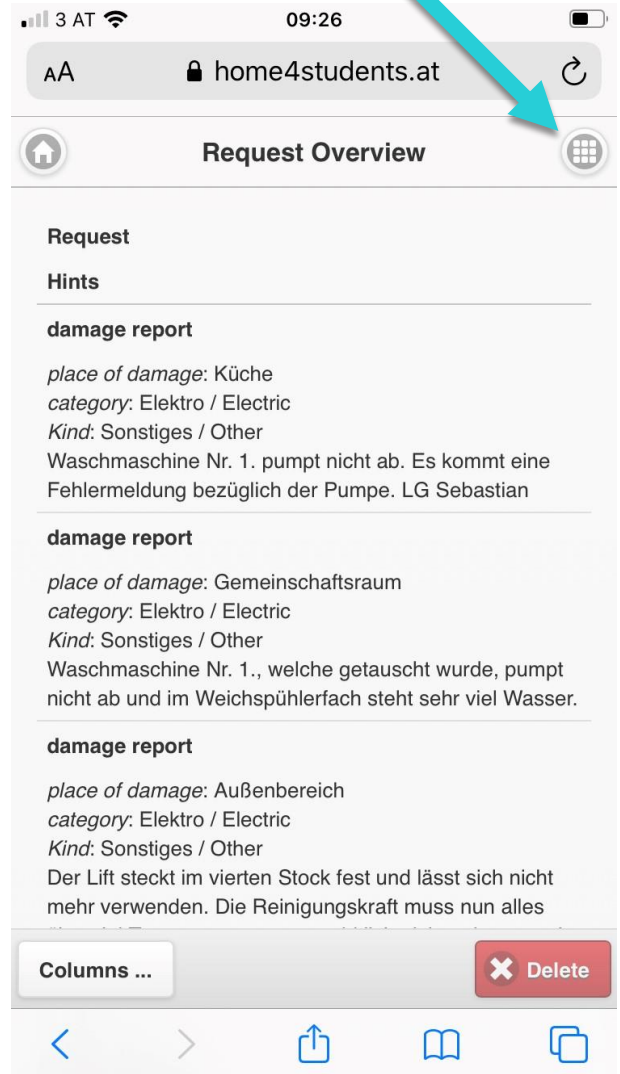 3 AT 09:26
AA home4students.at
Request Overview
Request
Hints
damage report
place of damage: Küche
category: Elektro / Electric
Kind: Sonstiges / Other
Waschmaschine Nr. 1. pumpt nicht ab. Es kommt eine
Fehlermeldung bezüglich der Pumpe. LG Sebastian
damage report
place of damage: Gemeinschaftsraum
category: Elektro / Electric
Kind: Sonstiges / Other
Waschmaschine Nr. 1., welche getauscht wurde, pumpt
nicht ab und im Weichspühlerfach steht sehr viel Wasser.
damage report
place of damage: Außenbereich
category: Elektro / Electric
Kind: Sonstiges / Other
Der Lift steckt im vierten Stock fest und lässt sich nicht
mehr verwenden. Die Reinigungskraft muss nun alles
Columns ... Delete